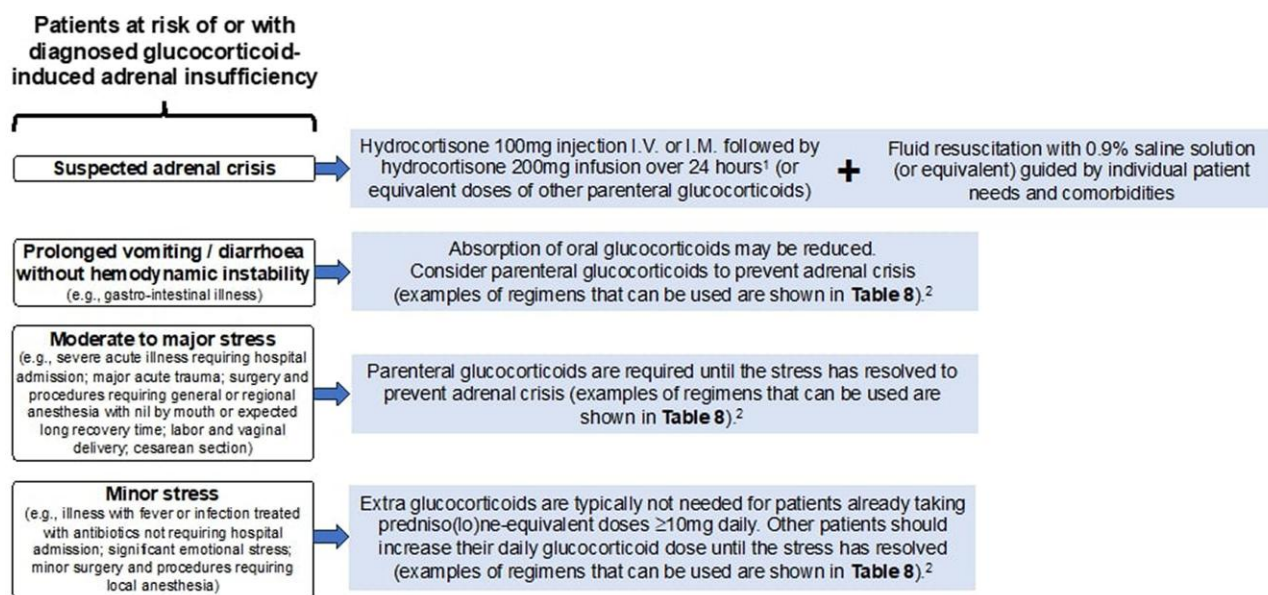 Patients at risk of or with
diagnosed glucocorticoid-
induced adrenal insufficiency
Suspected adrenal crisis
Hydrocortisone 100mg injection I.V. or I.M. followed by
hydrocortisone 200mg infusion over 24 hours¹ (or
equivalent doses of other parenteral glucocorticoids)
+
Fluid resuscitation with 0.9% saline solution
(or equivalent) guided by individual patient
needs and comorbidities
Prolonged vomiting / diarrhoea
without hemodynamic instability
(e.g., gastro-intestinal illness)
Absorption of oral glucocorticoids may be reduced.
Consider parenteral glucocorticoids to prevent adrenal crisis
(examples of regimens that can be used are shown in Table 8).²
Moderate to major stress
(e.g., severe acute illness requiring hospital
admission; major acute trauma; surgery and
procedures requiring general or regional
anesthesia with nil by mouth or expected
long recovery time; labor and vaginal
delivery; cesarean section)
Parenteral glucocorticoids are required until the stress has resolved to
prevent adrenal crisis (examples of regimens that can be used are
shown in Table 8).²
Minor stress
(e.g., illness with fever or infection treated
with antibiotics not requiring hospital
admission; significant emotional stress;
minor surgery and procedures requiring
local anesthesia)
Extra glucocorticoids are typically not needed for patients already taking
predniso(lo)ne-equivalent doses ≥10mg daily. Other patients should
increase their daily glucocorticoid dose until the stress has resolved
(examples of regimens that can be used are shown in Table 8).²